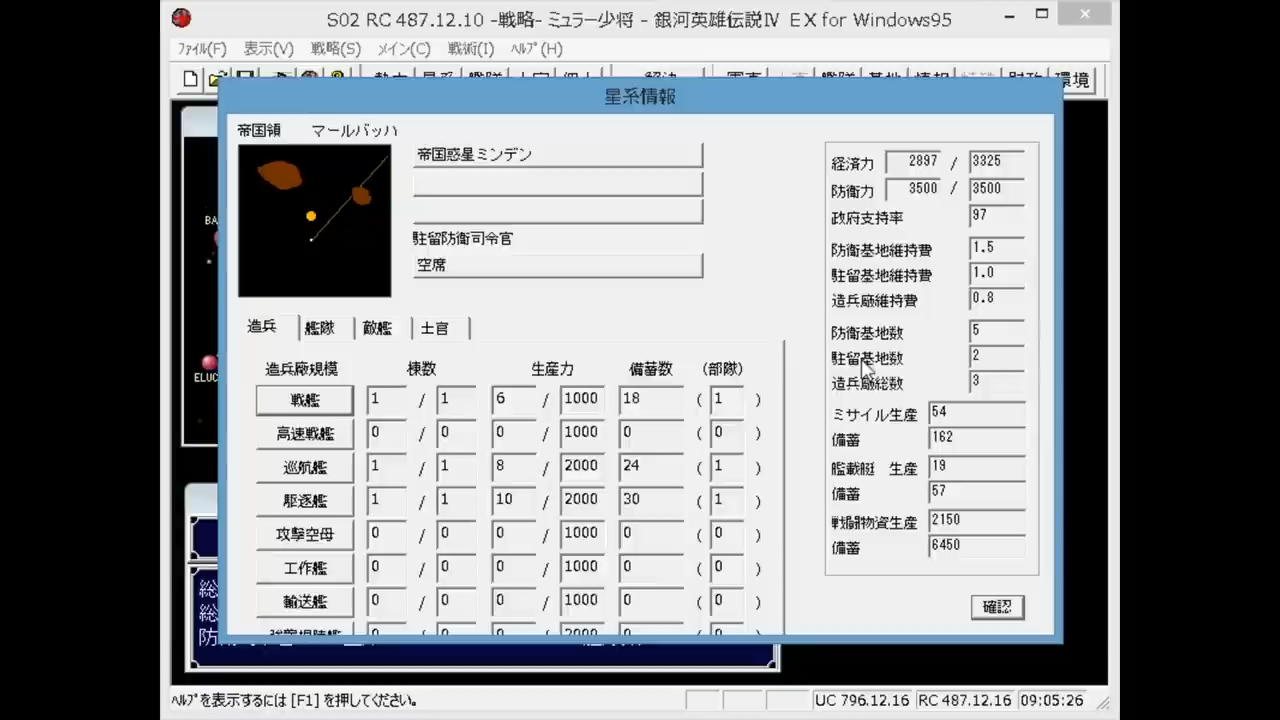 S02 RC 487.12.10 -戦略- ミュラー少将 - 銀河英雄伝説Ⅳ EX for Windows95
ﾌｧｲﾙ(F) 表示(V) 戦略(S) メイン(C) 戦術(I) ﾍﾙﾌﾟ(H)
環境
星系情報
帝国領 マールバッハ
帝国惑星ミンデン
駐留防衛司令官
空席
造兵 艦隊 敵艦 士官
造兵廠規模 棟数 生産力 備蓄数 (部隊)
戦艦 1 / 1 6 / 1000 18 ( 1 )
高速戦艦 0 / 0 0 / 1000 0 ( 0 )
巡航艦 1 / 1 8 / 2000 24 ( 1 )
駆逐艦 1 / 1 10 / 2000 30 ( 1 )
攻撃空母 0 / 0 0 / 1000 0 ( 0 )
工作艦 0 / 0 0 / 1000 0 ( 0 )
輸送艦 0 / 0 0 / 1000 0 ( 0 )
経済力 2897 / 3325
防衛力 3500 / 3500
政府支持率 97
防衛基地維持費 1.5
駐留基地維持費 1.0
造兵廠維持費 0.8
防衛基地数 5
駐留基地数 2
造兵廠総数 3
ミサイル生産 54
備蓄 162
艦載艇 生産 19
備蓄 57
戦闘物資生産 2150
備蓄 6450
確認
BA
ELUC
総
総
防
ﾍﾙﾌﾟを表示するには [F1] を押してください。
UC 796.12.16 RC 487.12.16 09:05:26